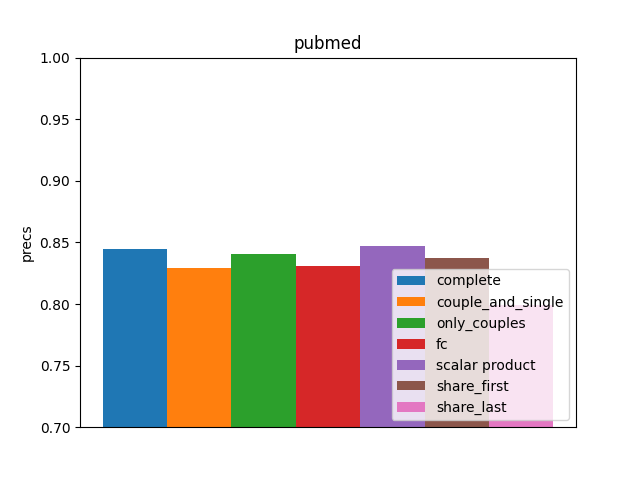 pubmed
1.00
0.95
0.90
0.85
0.80
0.75
0.70
precs
complete
couple_and_single
only_couples
fc
scalar product
share_first
share_last